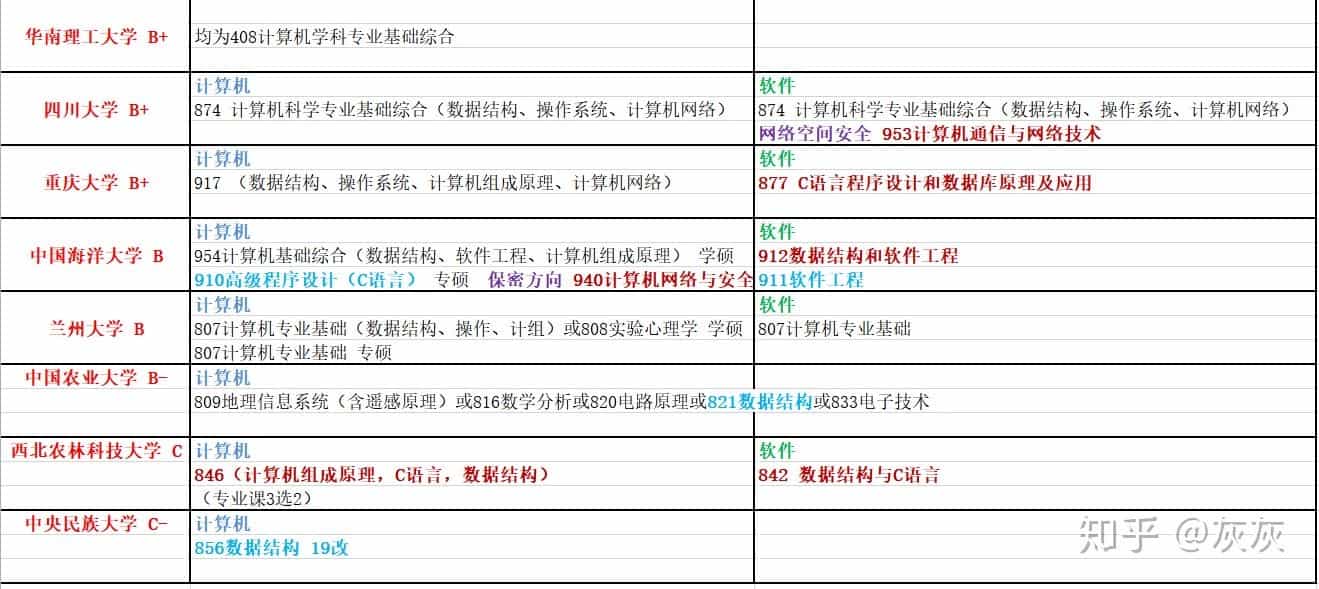 华南理工大学 B+
均为408计算机学科专业基础综合
四川大学 B+
计算机
874 计算机科学专业基础综合（数据结构、操作系统、计算机网络）
软件
874 计算机科学专业基础综合（数据结构、操作系统、计算机网络）
网络空间安全 953计算机通信与网络技术
重庆大学 B+
计算机
917 （数据结构、操作系统、计算机组成原理、计算机网络）
软件
877 C语言程序设计和数据库原理及应用
中国海洋大学 B
计算机
954计算机基础综合（数据结构、软件工程、计算机组成原理） 学硕
910高级程序设计（C语言） 专硕 保密方向 940计算机网络与安全
软件
912数据结构和软件工程
911软件工程
兰州大学 B
计算机
807计算机专业基础（数据结构、操作、计组）或808实验心理学 学硕
807计算机专业基础 专硕
软件
807计算机专业基础
中国农业大学 B-
计算机
809地理信息系统（含遥感原理）或816数学分析或820电路原理或821数据结构或833电子技术
西北农林科技大学 C
计算机
846（计算机组成原理，C语言，数据结构）
（专业课3选2）
软件
842 数据结构与C语言
中央民族大学 C-
计算机
856数据结构 19改
知乎 @灰灰